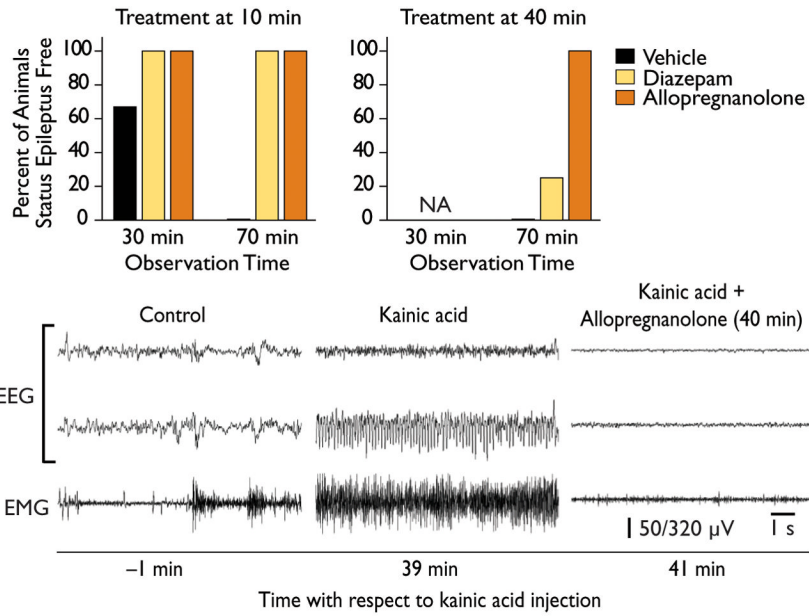 Treatment at 10 min
Treatment at 40 min
Percent of Animals
Status Epileptus Free
100
80
60
40
20
0
30 min
70 min
Observation Time
100
80
60
40
20
0
NA
30 min
70 min
Observation Time
Vehicle
Diazepam
Allopregnanolone
Control
Kainic acid
Kainic acid +
Allopregnanolone (40 min)
EEG
EMG
50/320 µV
1 s
–1 min
39 min
41 min
Time with respect to kainic acid injection